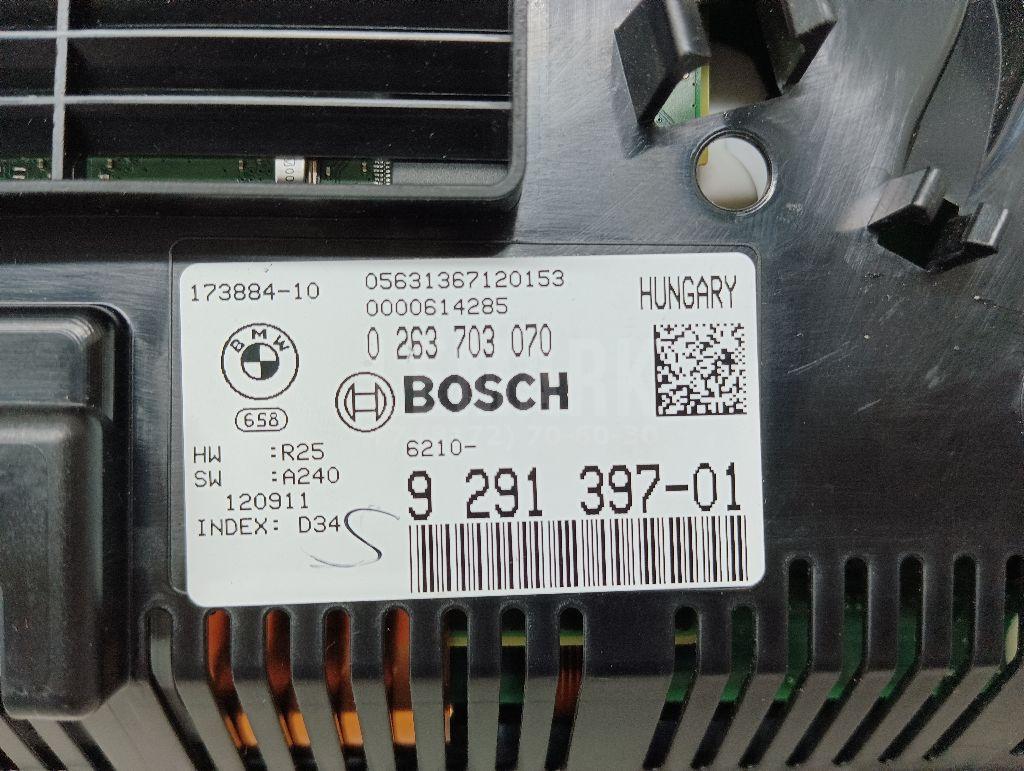 173884-10
05631367120153
0000614285
HUNGARY
0 263 703 070
BMW
BOSCH
658
HW :R25
SW :A240
120911
INDEX: D34
6210-
9 291 397-01
S